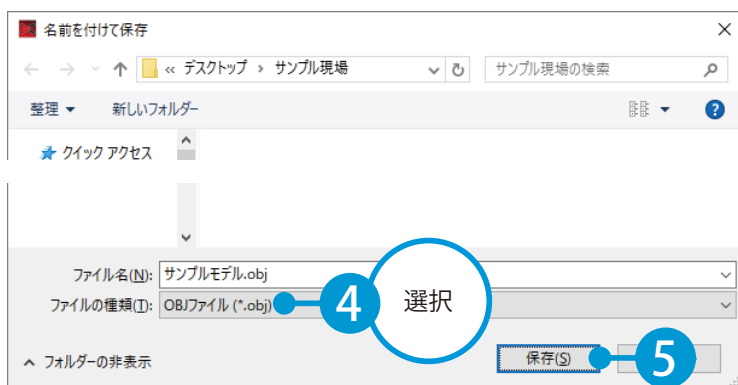 名前を付けて保存
« デスクトップ › サンプル現場
サンプル現場の検索
整理 新しいフォルダー
クイック アクセス
ファイル名(N): サンプルモデル.obj
ファイルの種類(T): OBJファイル (*.obj)
4
選択
フォルダーの非表示
保存(S)
5